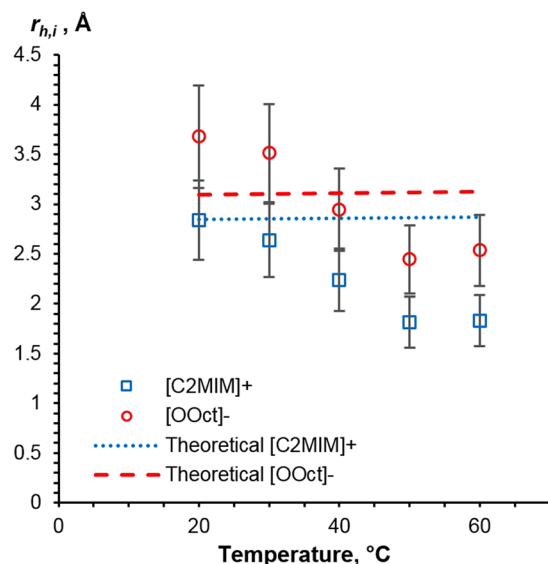 r_{h,i} , Å
4.5
4
3.5
3
2.5
2
1.5
1
0.5
0
[C2MIM]+
[OOct]-
Theoretical [C2MIM]+
Theoretical [OOct]-
0 20 40 60
Temperature, °C